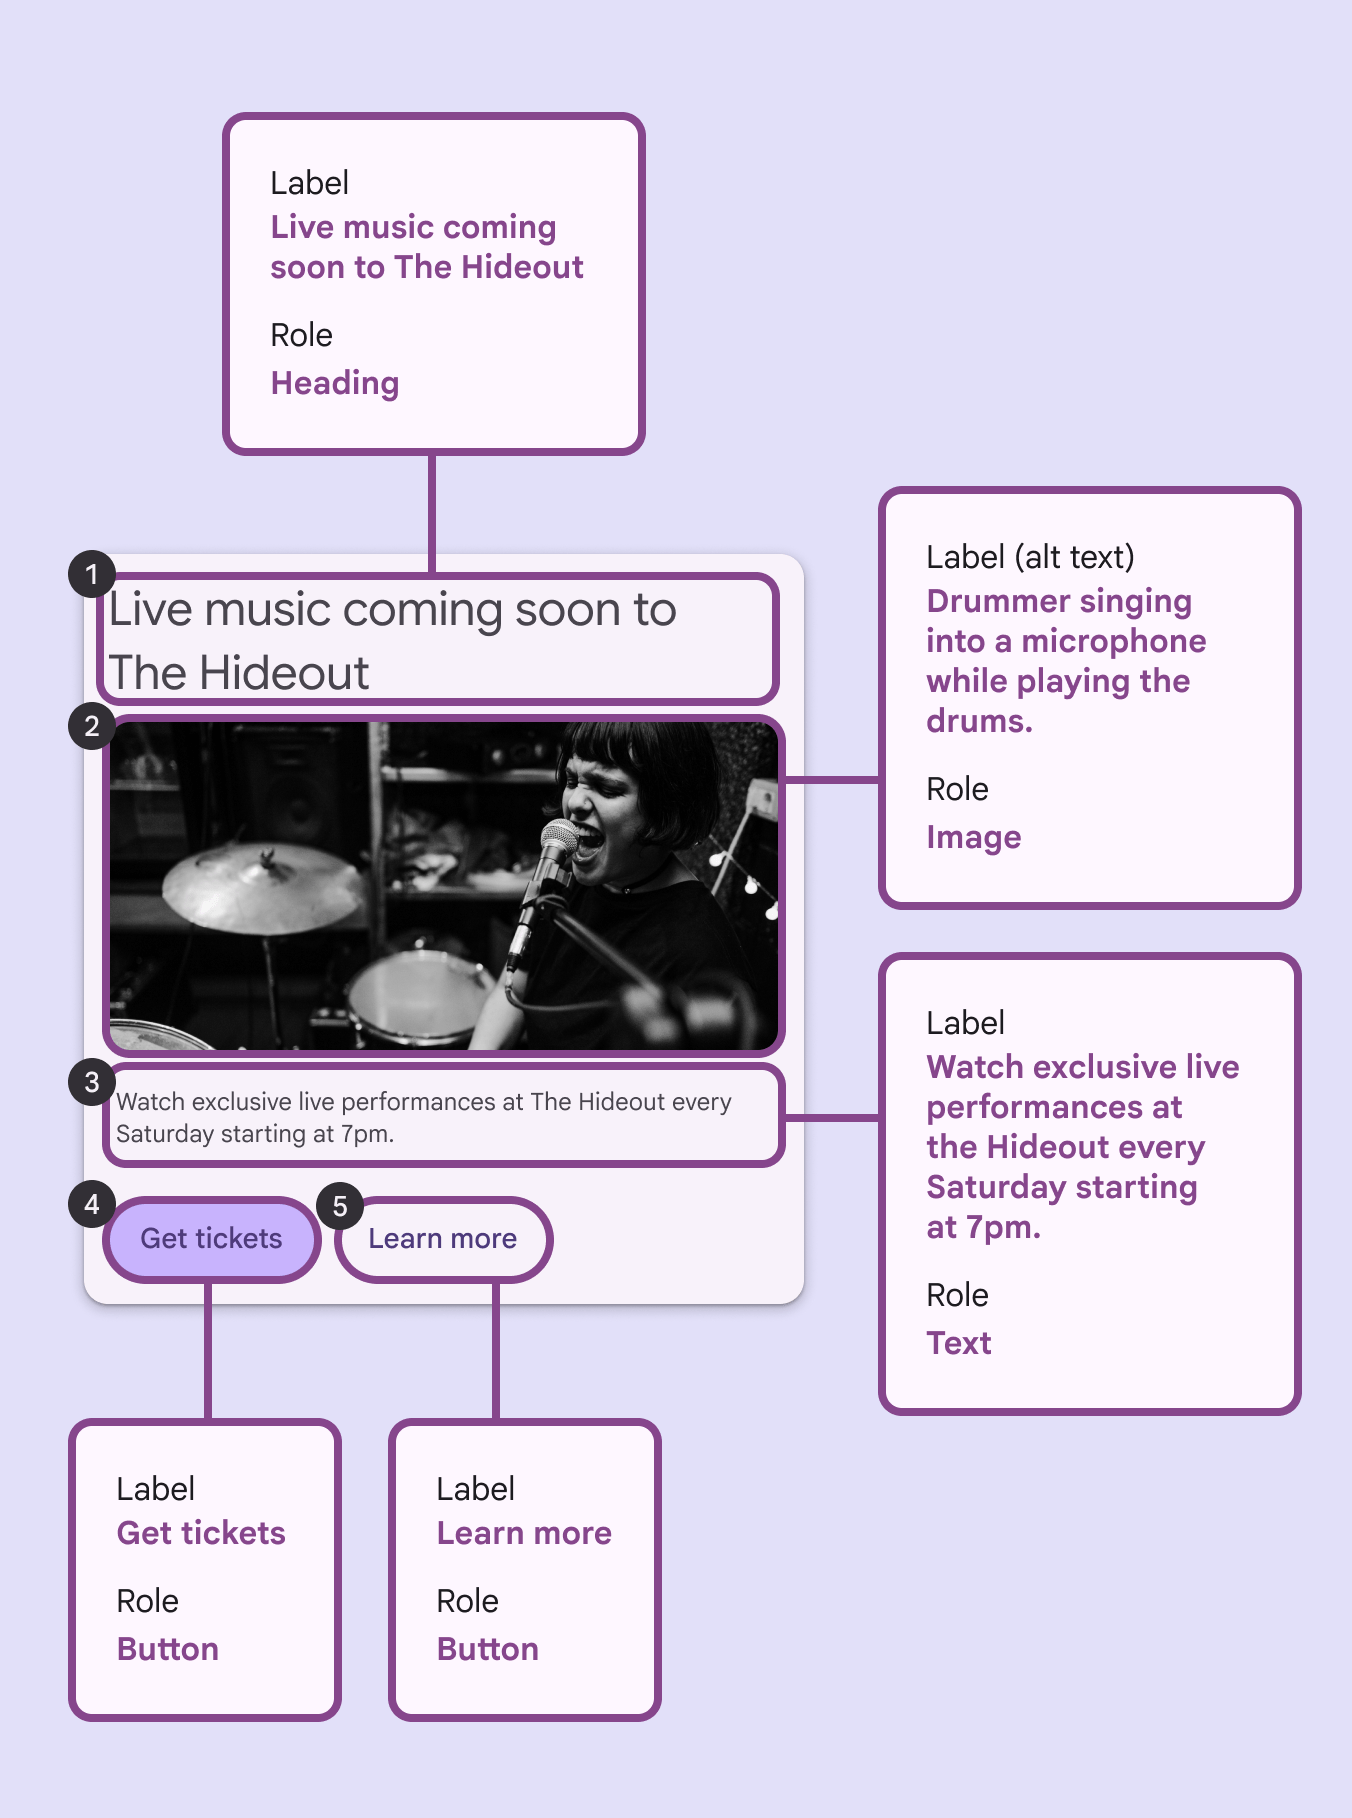 Label
Live music coming
soon to The Hideout
Role
Heading
1
Live music coming soon to
The Hideout
2
Label (alt text)
Drummer singing
into a microphone
while playing the
drums.
Role
Image
3
Watch exclusive live performances at The Hideout every
Saturday starting at 7pm.
Label
Watch exclusive live
performances at
the Hideout every
Saturday starting
at 7pm.
Role
Text
4
Get tickets
5
Learn more
Label
Get tickets
Role
Button
Label
Learn more
Role
Button